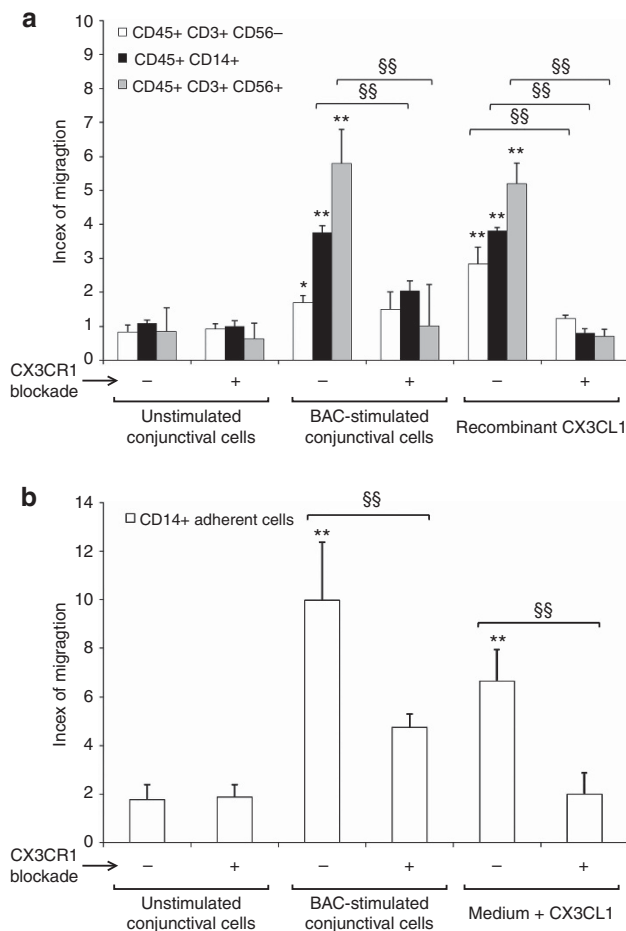 a
CD45+ CD3+ CD56–
CD45+ CD14+
CD45+ CD3+ CD56+
Incex of migragtion
10
9
8
7
6
5
4
3
2
1
0
* ** **
** ** **
§§
§§
§§
§§
§§
CX3CR1
blockade
– + – + – +
Unstimulated
conjunctival cells
BAC-stimulated
conjunctival cells
Recombinant CX3CL1
b
CD14+ adherent cells
Incex of migragtion
14
12
10
8
6
4
2
0
**
§§
**
§§
CX3CR1
blockade
– + – + – +
Unstimulated
conjunctival cells
BAC-stimulated
conjunctival cells
Medium + CX3CL1